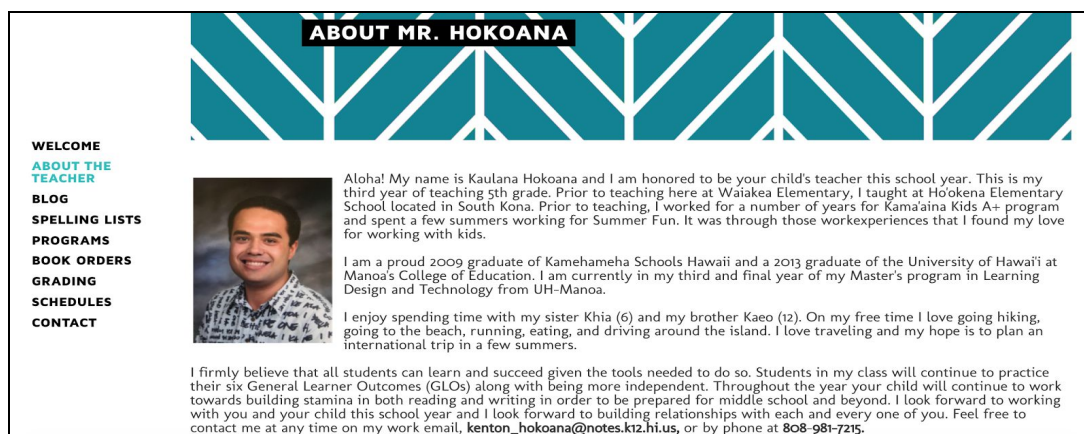 ABOUT MR. HOKOANA
WELCOME
ABOUT THE
TEACHER
BLOG
SPELLING LISTS
PROGRAMS
BOOK ORDERS
GRADING
SCHEDULES
CONTACT
Aloha! My name is Kaulana Hokoana and I am honored to be your child's teacher this school year. This is my
third year of teaching 5th grade. Prior to teaching here at Waiakea Elementary, I taught at Ho'okena Elementary
School located in South Kona. Prior to teaching, I worked for a number of years for Kama'aina Kids A+ program
and spent a few summers working for Summer Fun. It was through those workexperiences that I found my love
for working with kids.
I am a proud 2009 graduate of Kamehameha Schools Hawaii and a 2013 graduate of the University of Hawai'i at
Manoa's College of Education. I am currently in my third and final year of my Master's program in Learning
Design and Technology from UH-Manoa.
I enjoy spending time with my sister Khia (6) and my brother Kaeo (12). On my free time I love going hiking,
going to the beach, running, eating, and driving around the island. I love traveling and my hope is to plan an
international trip in a few summers.
I firmly believe that all students can learn and succeed given the tools needed to do so. Students in my class will continue to practice
their six General Learner Outcomes (GLOs) along with being more independent. Throughout the year your child will continue to work
towards building stamina in both reading and writing in order to be prepared for middle school and beyond. I look forward to working
with you and your child this school year and I look forward to building relationships with each and every one of you. Feel free to
contact me at any time on my work email, kenton_hokoana@notes.k12.hi.us, or by phone at 808-981-7215.